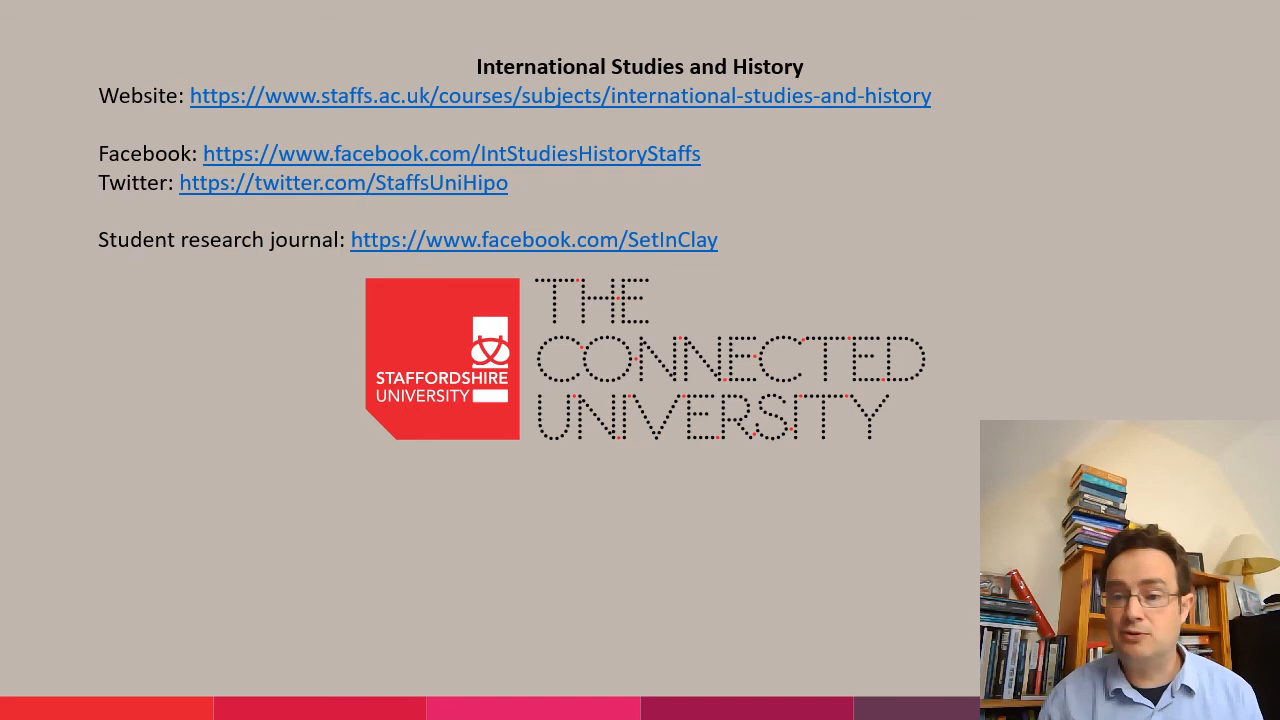 International Studies and History
Website: https://www.staffs.ac.uk/courses/subjects/international-studies-and-history
Facebook: https://www.facebook.com/IntStudiesHistoryStaffs
Twitter: https://twitter.com/StaffsUniHipo
Student research journal: https://www.facebook.com/SetInClay
STAFFORDSHIRE
UNIVERSITY
THE
CONNECTED
UNIVERSITY